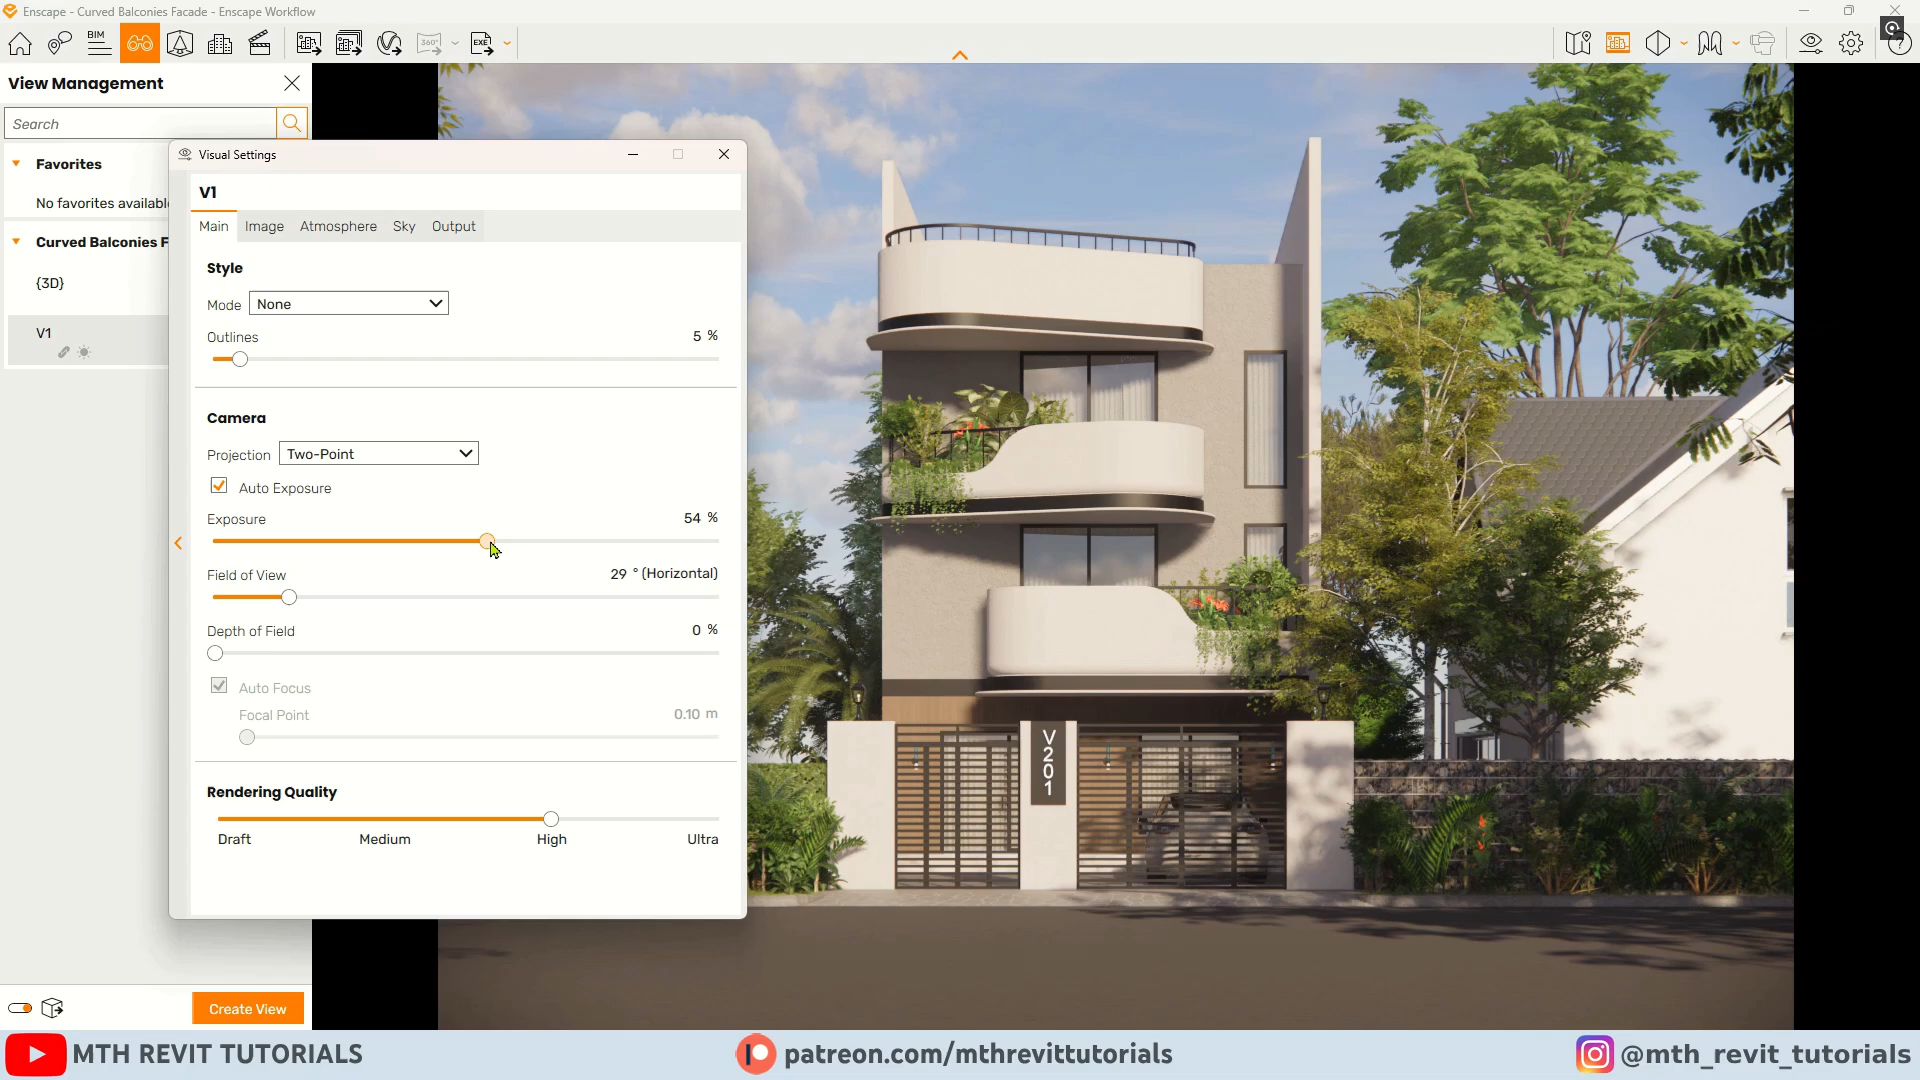 Enscape - Curved Balconies Facade - Enscape Workflow
BIM
360°
EXE
View Management
Search
Favorites
No favorites availabl
Curved Balconies F
{3D}
V1
Visual Settings
V1
Main Image Atmosphere Sky Output
Style
Mode None
Outlines 5 %
Camera
Projection Two-Point
Auto Exposure
Exposure 54 %
Field of View 29 ° (Horizontal)
Depth of Field 0 %
Auto Focus
Focal Point 0.10 m
Rendering Quality
Draft Medium High Ultra
V201
Create View
MTH REVIT TUTORIALS
patreon.com/mthrevittutorials
@mth_revit_tutorials